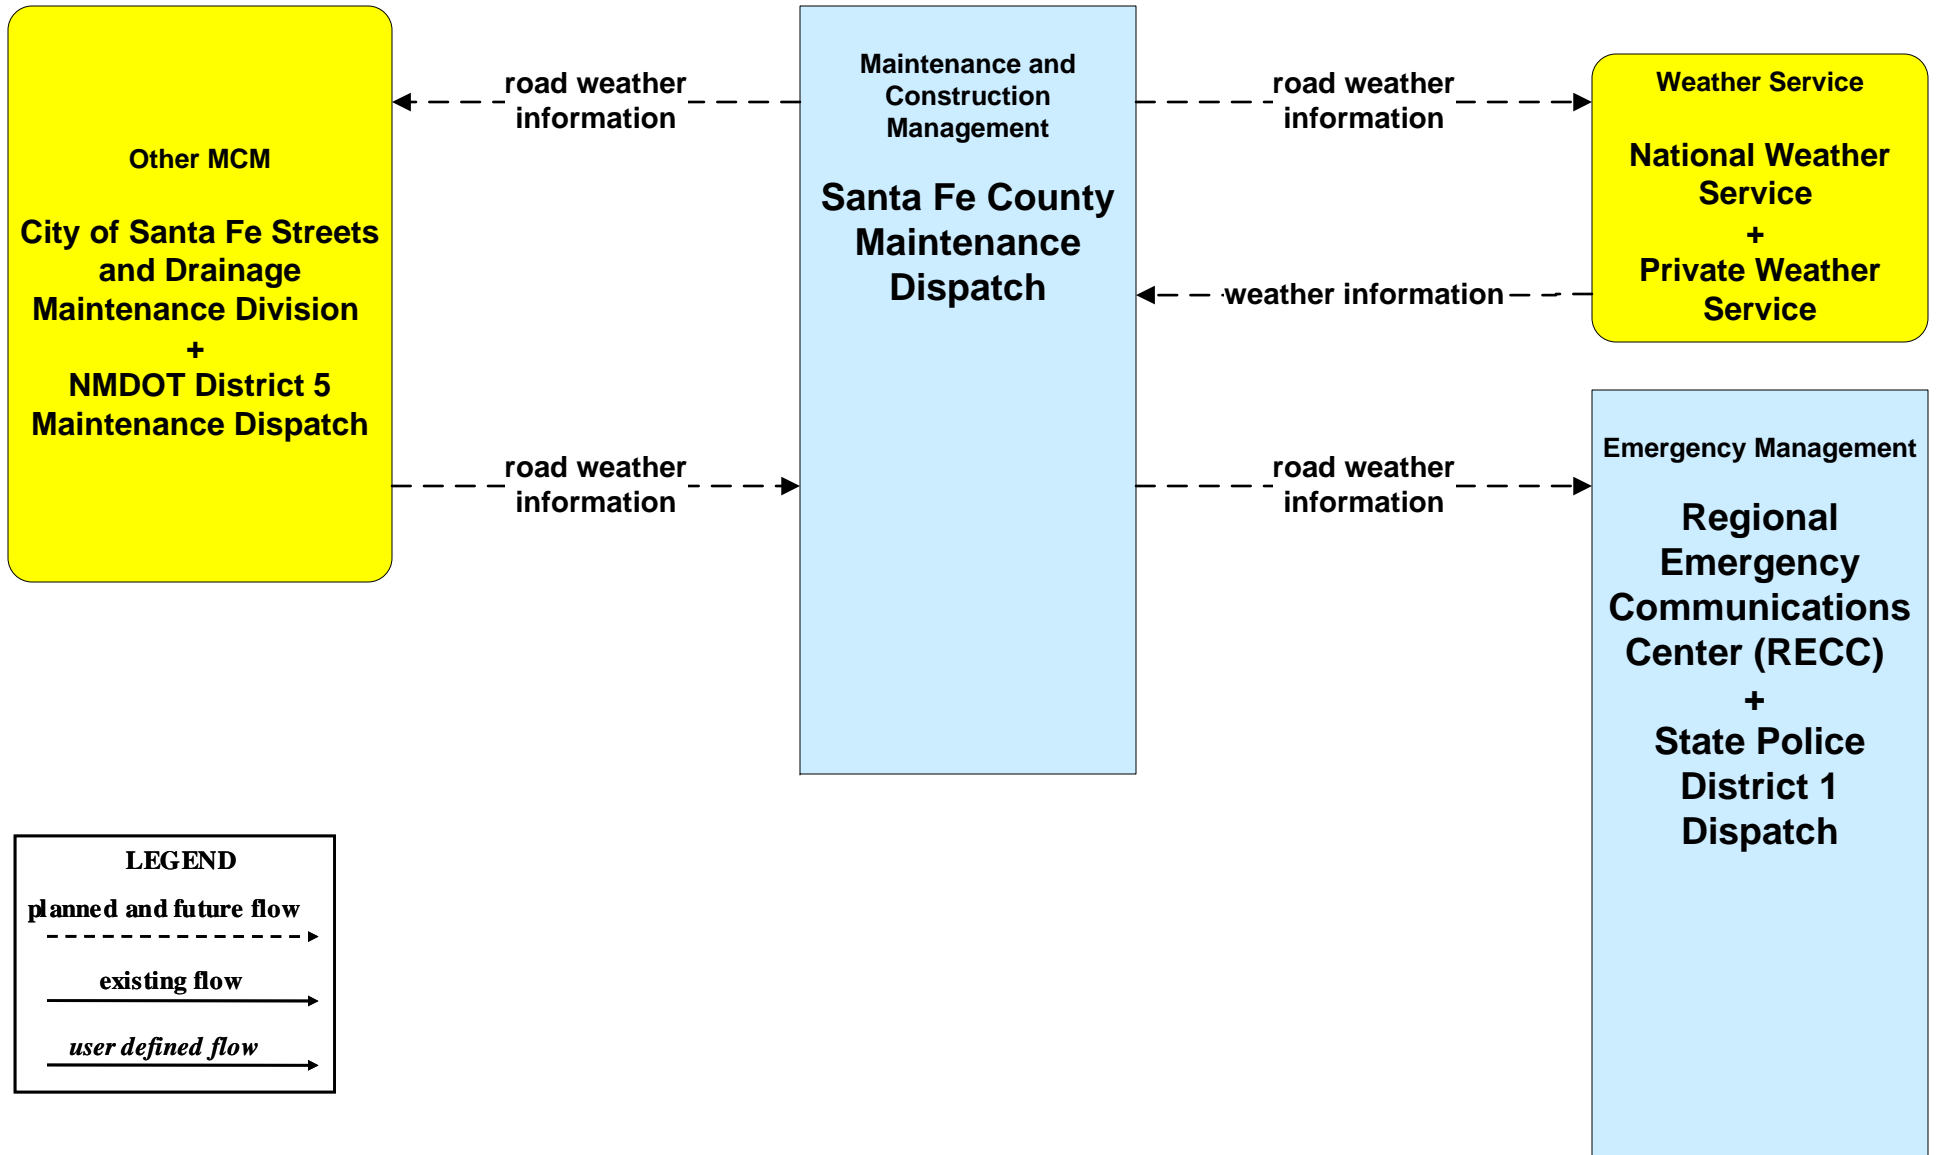 Other MCM
City of Santa Fe Streets
and Drainage
Maintenance Division
+
NMDOT District 5
Maintenance Dispatch
road weather
information
road weather
information
Maintenance and
Construction
Management
Santa Fe County
Maintenance
Dispatch
road weather
information
weather information
road weather
information
Weather Service
National Weather
Service
+
Private Weather
Service
Emergency Management
Regional
Emergency
Communications
Center (RECC)
+
State Police
District 1
Dispatch
LEGEND
planned and future flow
existing flow
user defined flow